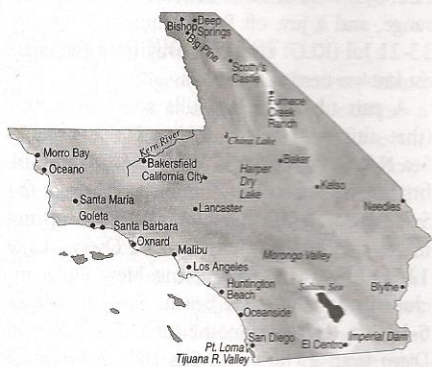 Bishop
Deep
Springs
Big Pine
Scotty's
Castle
Furnace
Creek
Ranch
China Lake
Kern River
Morro Bay
Oceano
Bakersfield
California City
Harper
Dry
Lake
Baker
Kelso
Santa Maria
Goleta
Santa Barbara
Lancaster
Needles
Oxnard
Malibu
Los Angeles
Morongo Valley
Huntington
Beach
Salton Sea
Blythe
Oceanside
San Diego
El Centro
Imperial Dam
Pt. Loma
Tijuana R. Valley